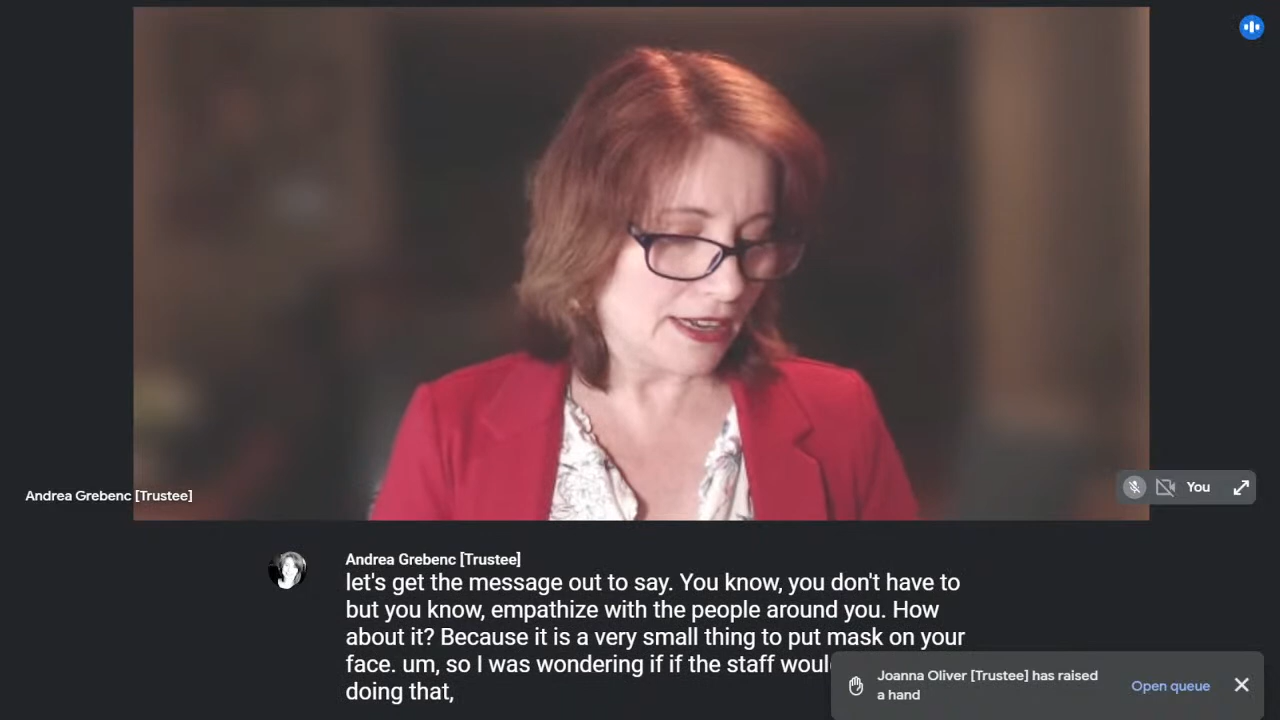 Andrea Grebenc [Trustee]
You
Andrea Grebenc [Trustee]
let's get the message out to say. You know, you don't have to
but you know, empathize with the people around you. How
about it? Because it is a very small thing to put mask on your
face. um, so I was wondering if if the staff woul
doing that,
Joanna Oliver [Trustee] has raised
a hand
Open queue